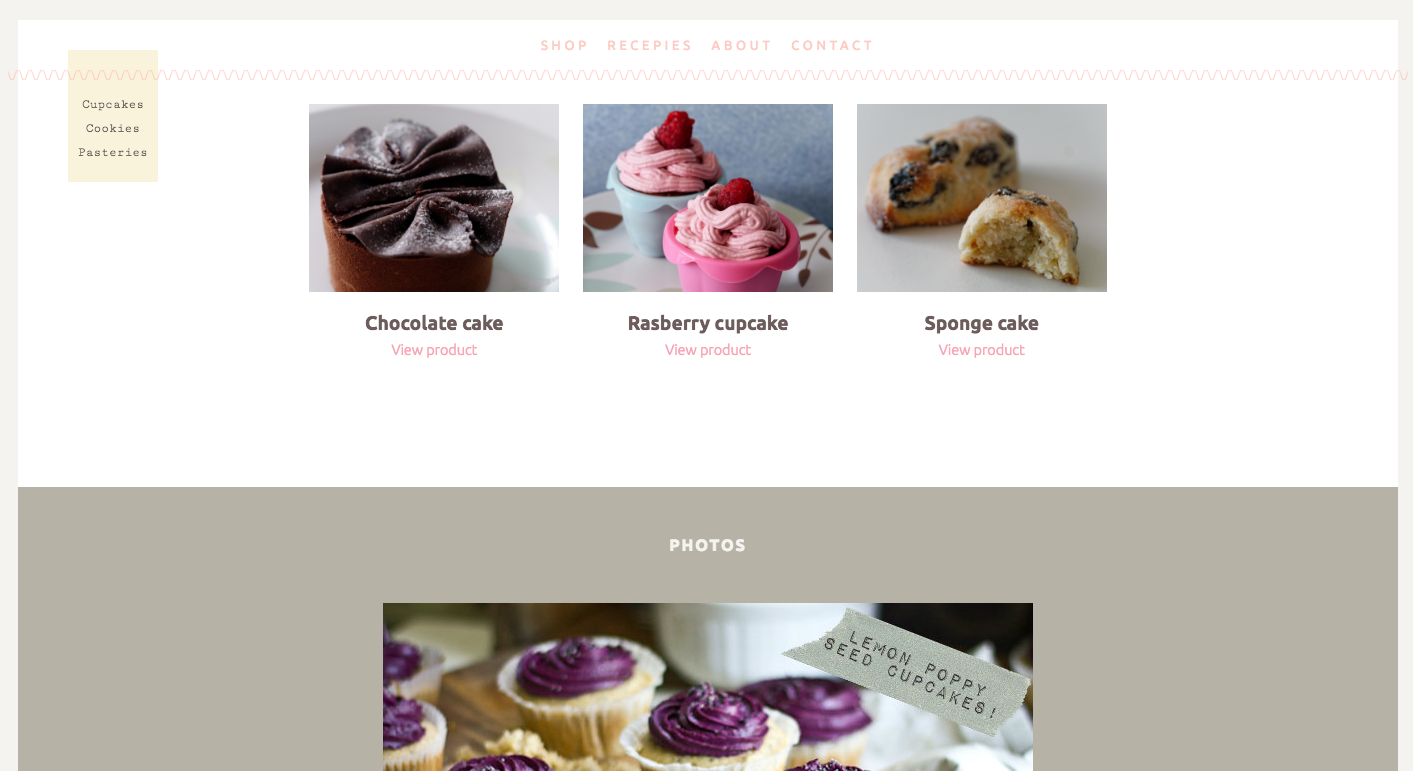 SHOP RECEPIES ABOUT CONTACT
Cupcakes
Cookies
Pasteries
Chocolate cake
View product
Rasberry cupcake
View product
Sponge cake
View product
PHOTOS
LEMON POPPY
SEED CUPCAKES!